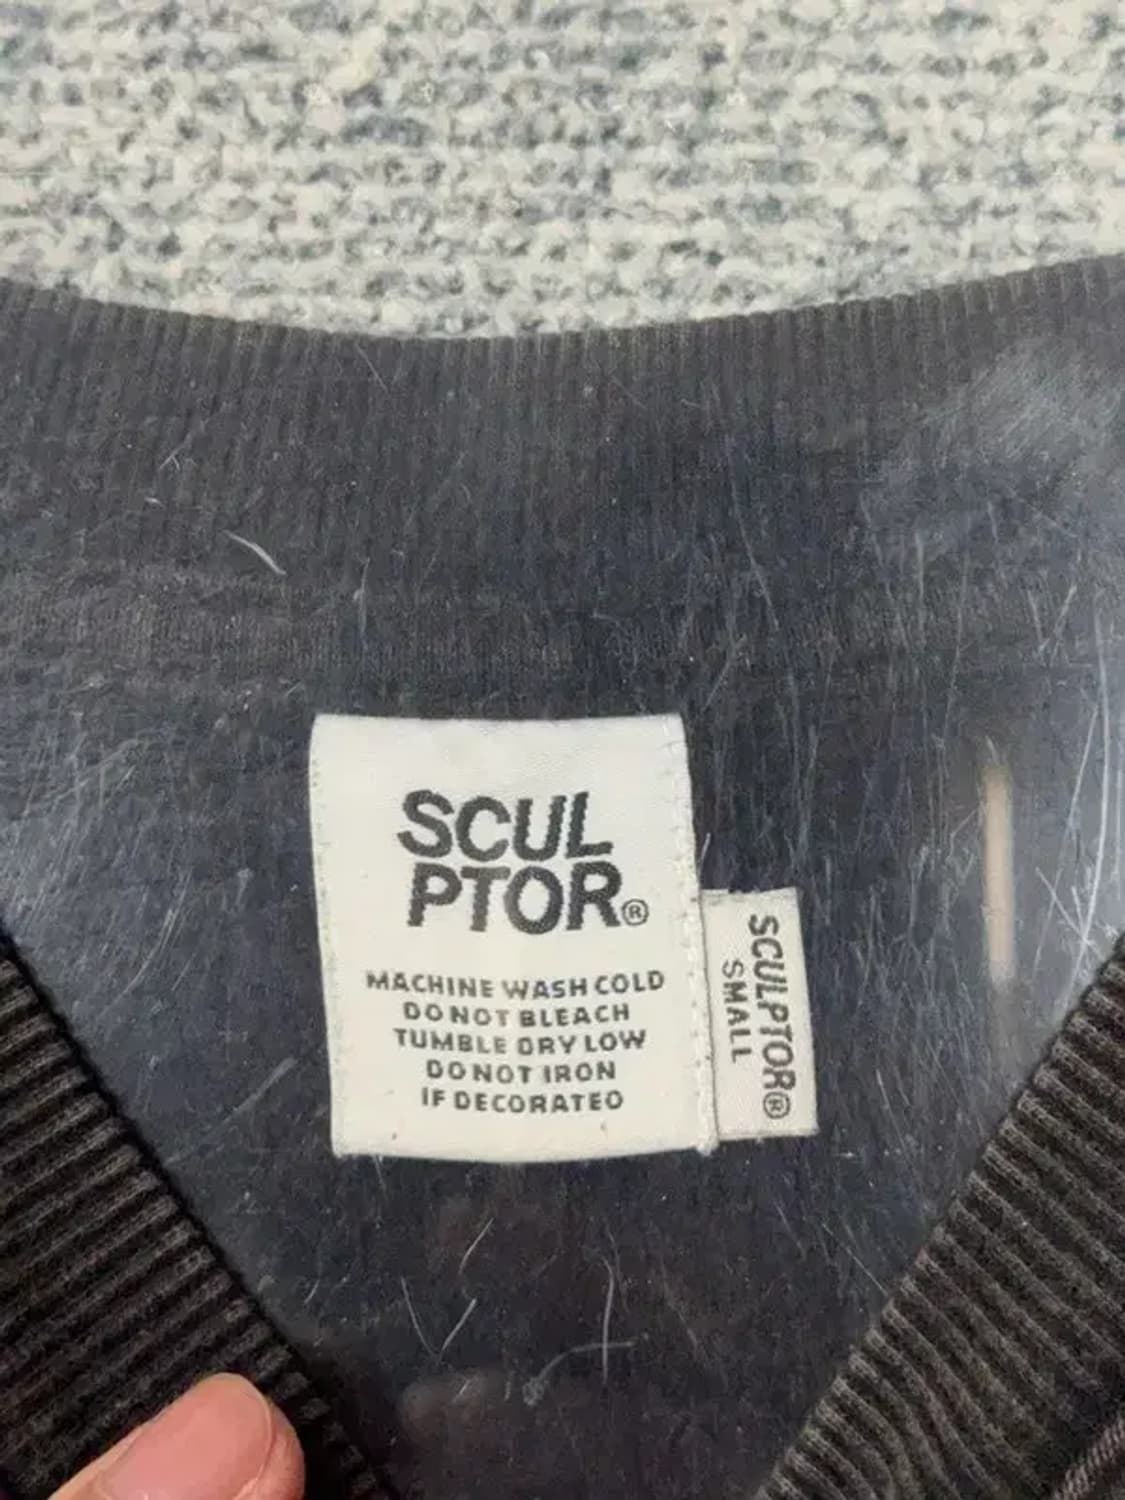 SCUL
PTOR®
MACHINE WASH COLD
DO NOT BLEACH
TUMBLE DRY LOW
DO NOT IRON
IF DECORATED
SCULPTOR®
SMALL